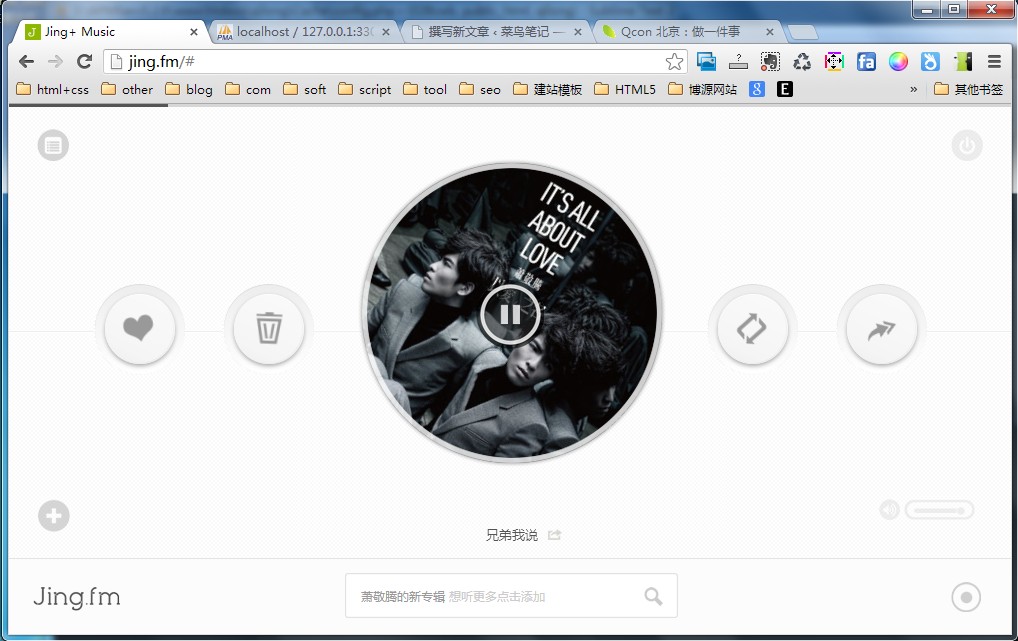 Jing+ Music
localhost / 127.0.0.1:330
撰写新文章 ‹ 菜鸟笔记 —
Qcon 北京：做一件事
jing.fm/#
html+css other blog com soft script tool seo 建站模板 HTML5 博源网站 » 其他书签
IT'S ALL
ABOUT
LOVE
蕭敬騰
兄弟我说
Jing.fm
萧敬腾的新专辑 想听更多点击添加